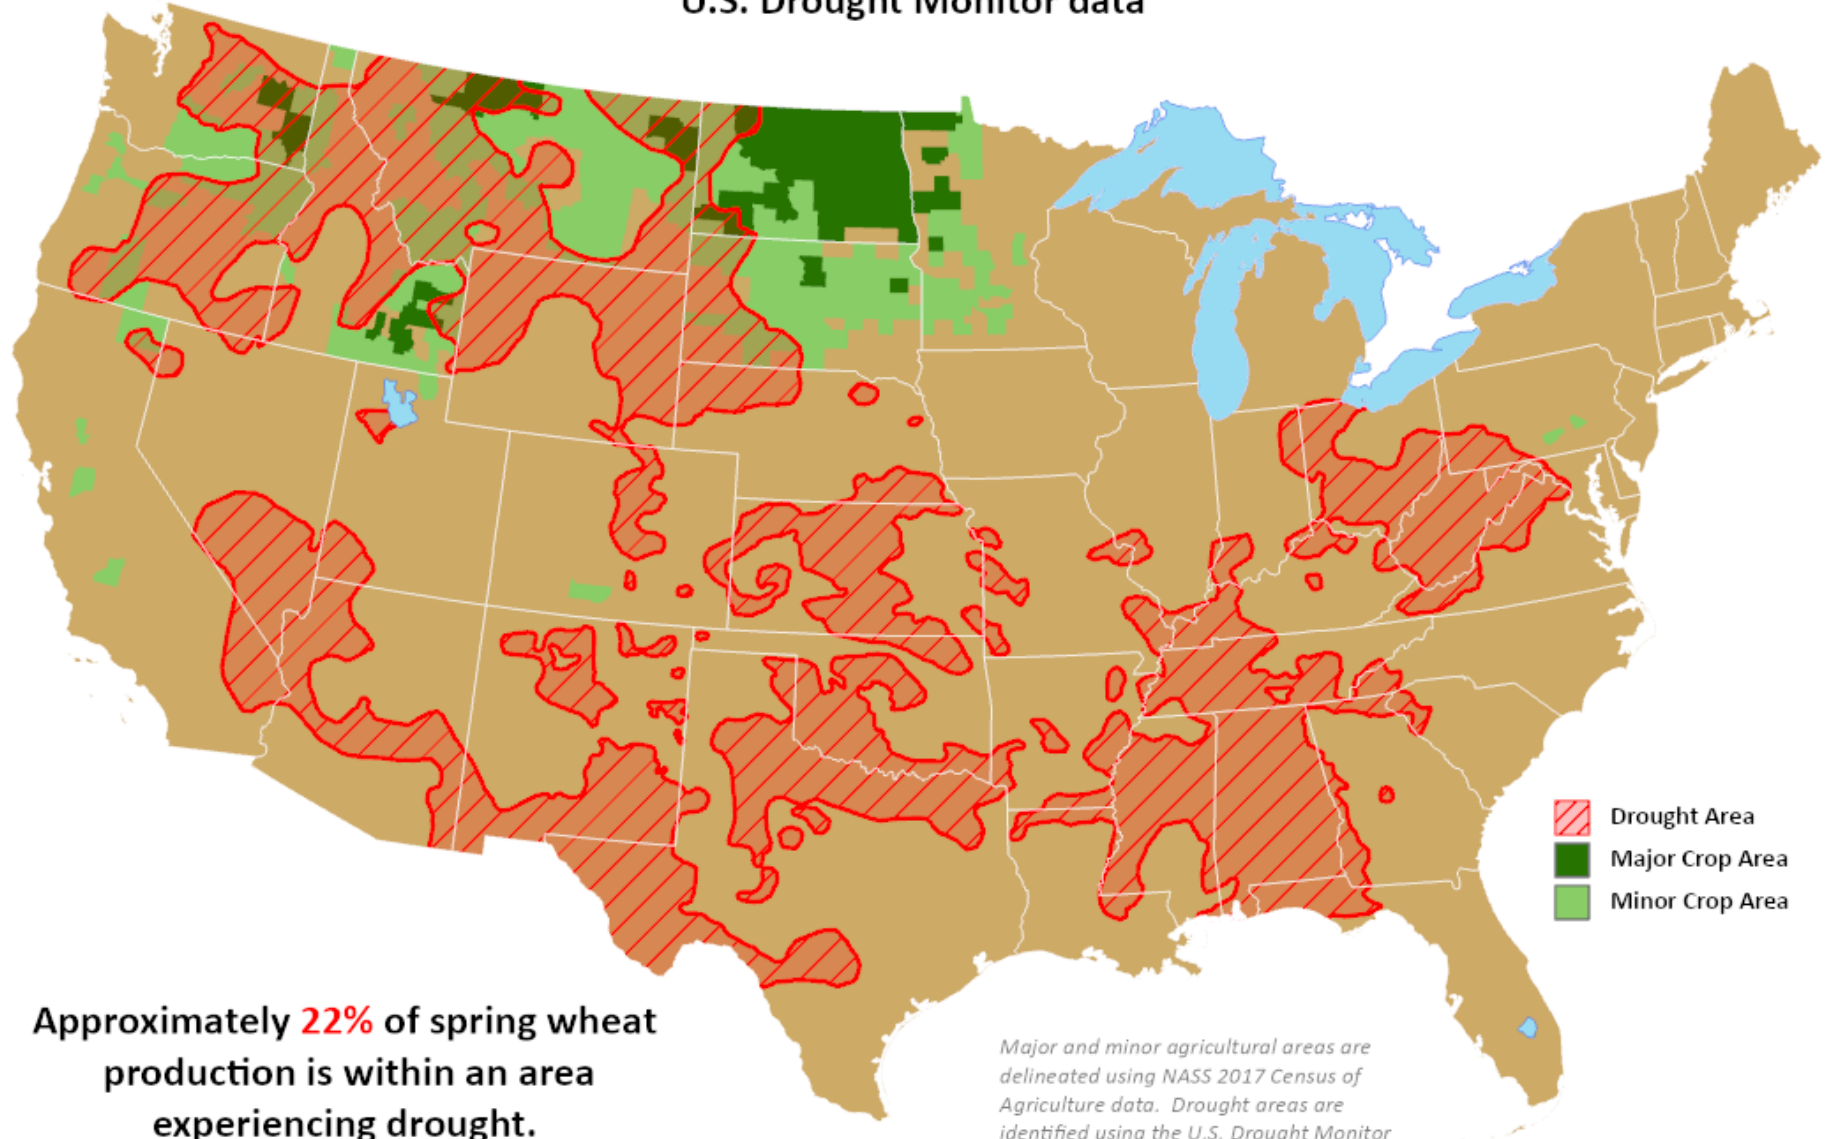 U.S. Drought Monitor data
Drought Area
Major Crop Area
Minor Crop Area
Approximately 22% of spring wheat
production is within an area
experiencing drought.
Major and minor agricultural areas are
delineated using NASS 2017 Census of
Agriculture data. Drought areas are
identified using the U.S. Drought Monitor